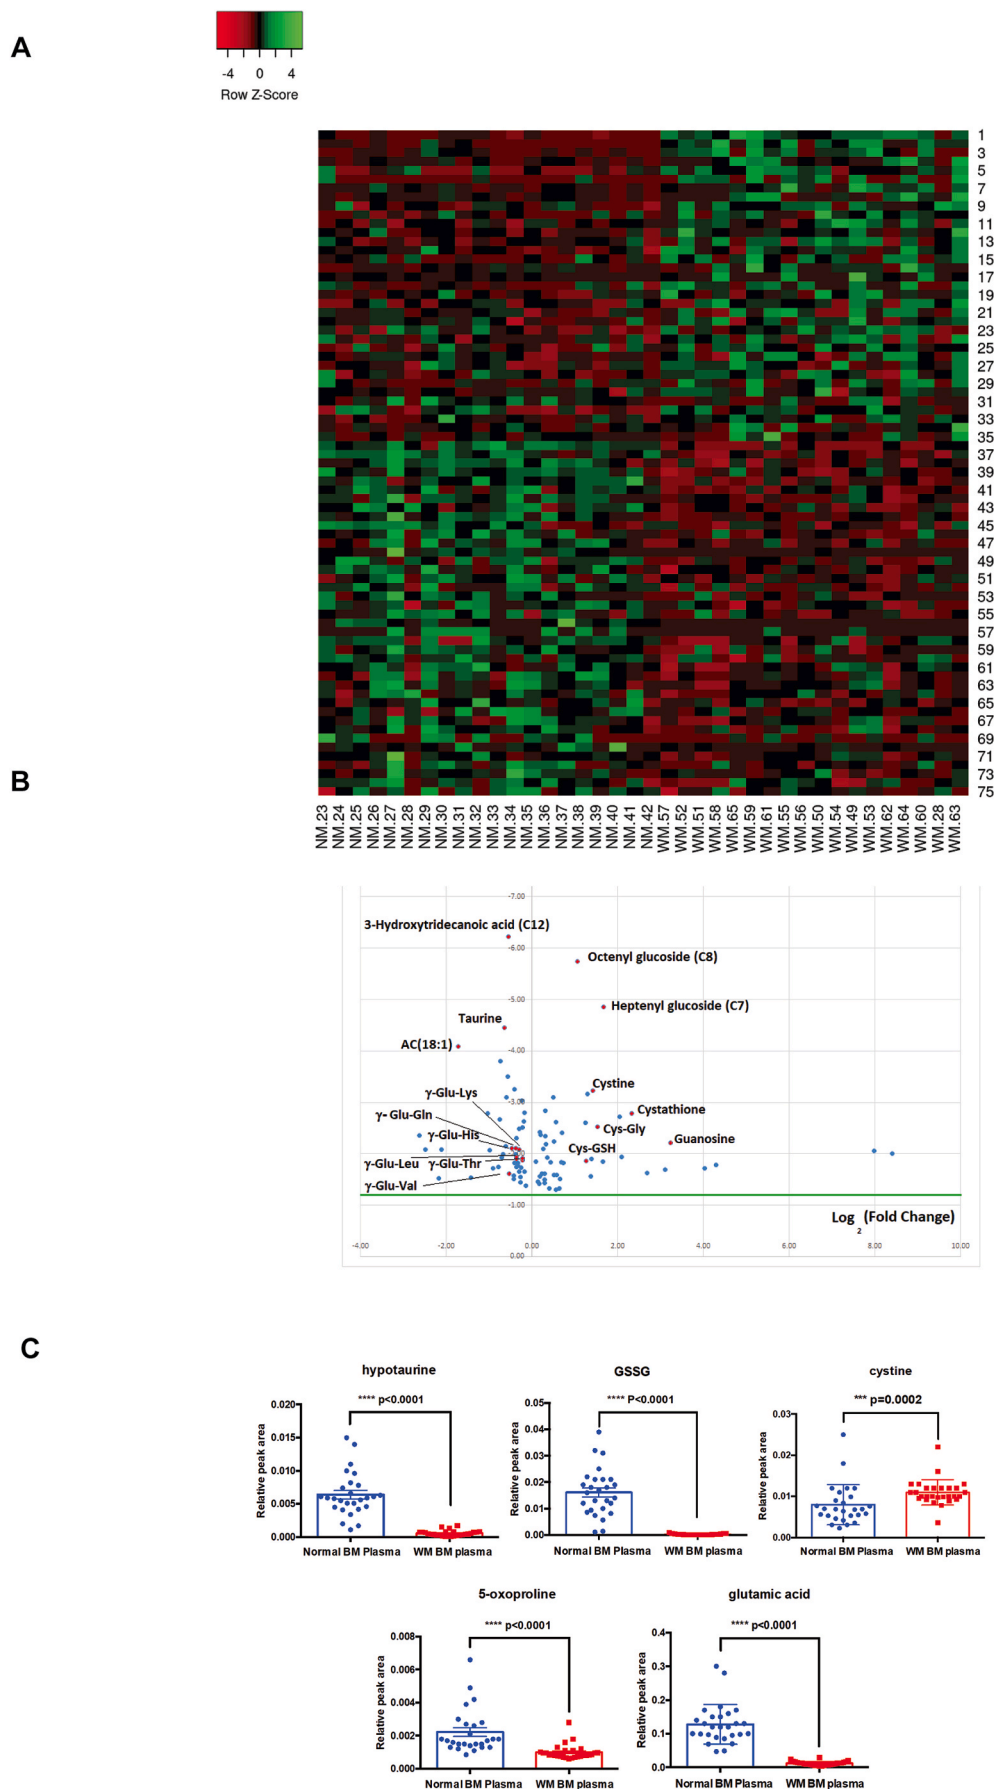 A
-4 0 4
Row Z-Score
1
3
5
7
9
11
13
15
17
19
21
23
25
27
29
31
33
35
37
39
41
43
45
47
49
51
53
55
57
59
61
63
65
67
69
71
73
75
NM.23
NM.24
NM.25
NM.26
NM.27
NM.28
NM.29
NM.30
NM.31
NM.32
NM.33
NM.34
NM.35
NM.36
NM.37
NM.38
NM.39
NM.40
NM.41
NM.42
WM.57
WM.52
WM.51
WM.58
WM.65
WM.59
WM.61
WM.55
WM.56
WM.50
WM.54
WM.49
WM.53
WM.62
WM.64
WM.60
WM.28
WM.63
B
-7.00
3-Hydroxytridecanoic acid (C12)
-6.00
Octenyl glucoside (C8)
-5.00
Heptenyl glucoside (C7)
Taurine
AC(18:1)
-4.00
Cystine
γ-Glu-Lys
-3.00
γ- Glu-Gln
Cystathione
γ-Glu-His
Cys-Gly
Guanosine
Cys-GSH
γ-Glu-Leu γ-Glu-Thr
γ-Glu-Val
-1.00
Log2 (Fold Change)
-4.00 -2.00 0.00 2.00 4.00 6.00 8.00 10.00
0.00
C
hypotaurine
**** p<0.0001
Relative peak area
0.020
0.015
0.010
0.005
0.000
Normal BM Plasma WM BM plasma
GSSG
**** P<0.0001
Relative peak area
0.05
0.04
0.03
0.02
0.01
0.00
Normal BM Plasma WM BM plasma
cystine
*** p=0.0002
Relative peak area
0.03
0.02
0.01
0.00
Normal BM Plasma WM BM plasma
5-oxoproline
**** p<0.0001
Relative peak area
0.008
0.006
0.004
0.002
0.000
Normal BM Plasma WM BM plasma
glutamic acid
**** p<0.0001
Relative peak area
0.4
0.3
0.2
0.1
0.0
Normal BM Plasma WM BM plasma